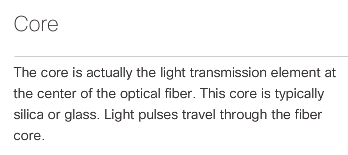 Core
The core is actually the light transmission element at
the center of the optical fiber. This core is typically
silica or glass. Light pulses travel through the fiber
core.